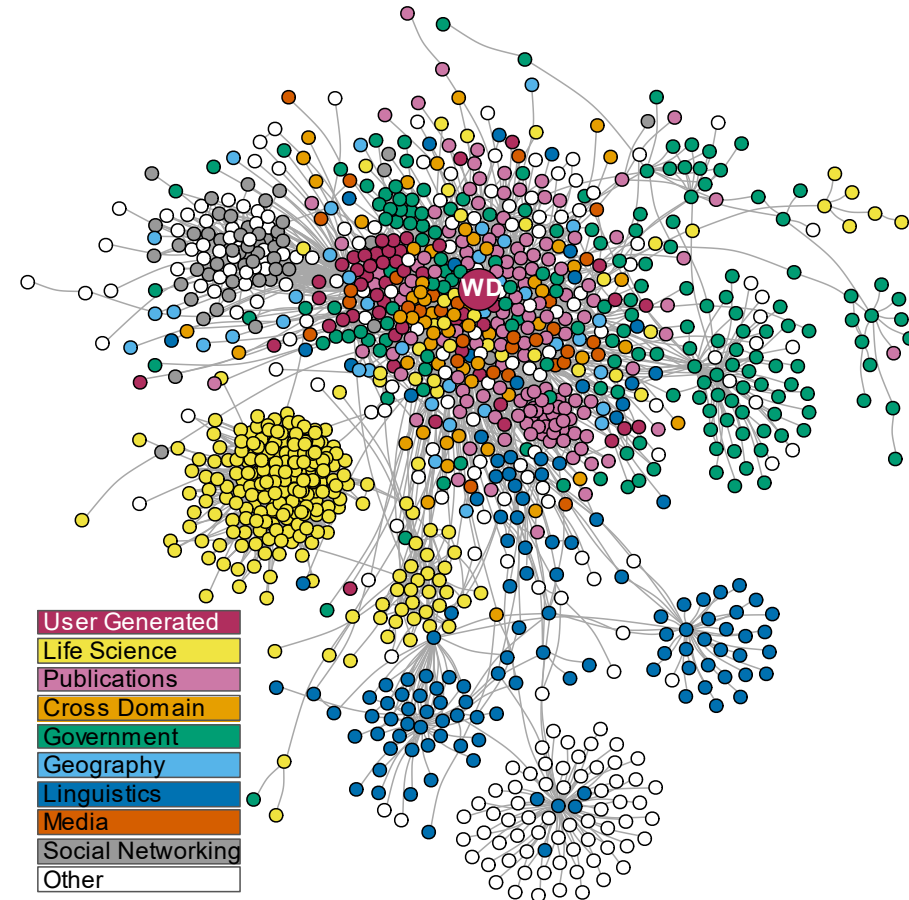 WD
User Generated
Life Science
Publications
Cross Domain
Government
Geography
Linguistics
Media
Social Networking
Other